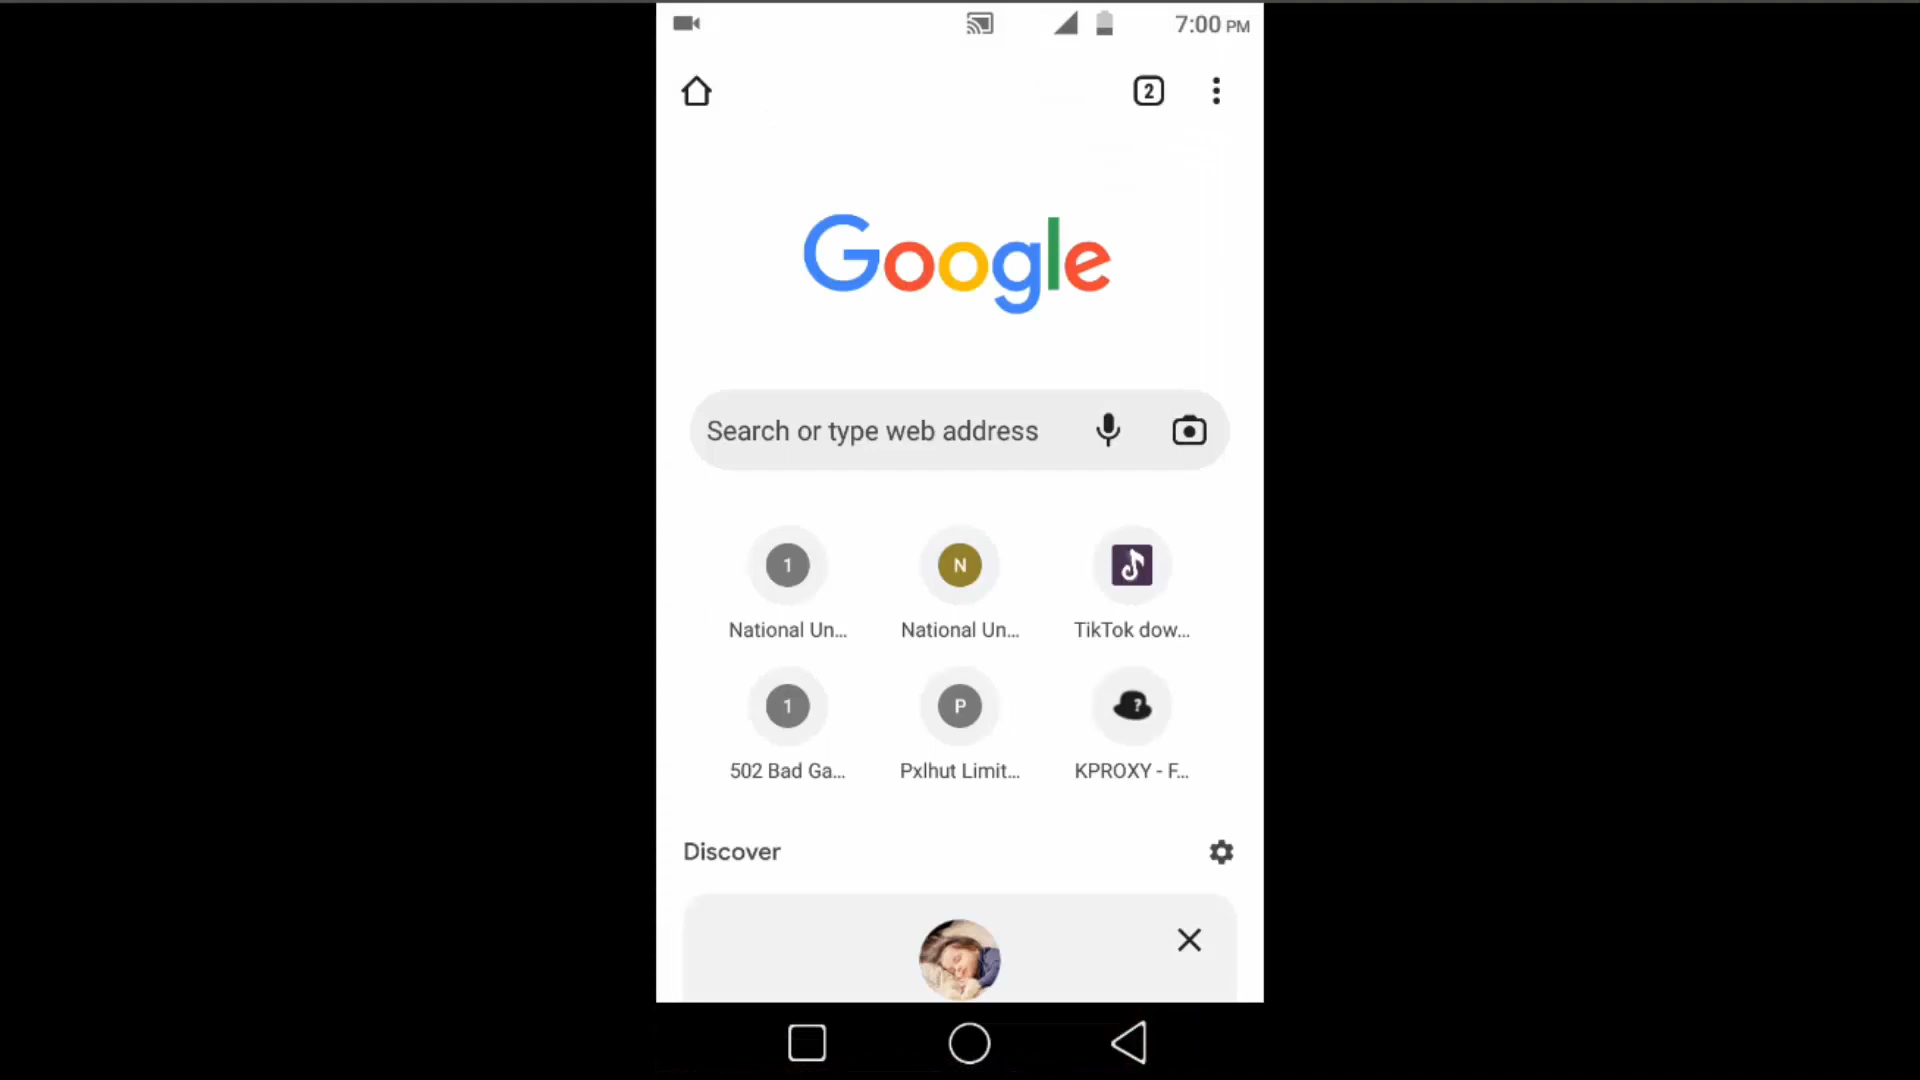 7:00 PM
2
Google
Search or type web address
1
N
National Un...
National Un...
TikTok dow...
1
P
?
502 Bad Ga...
Pxlhut Limit...
KPROXY - F...
Discover